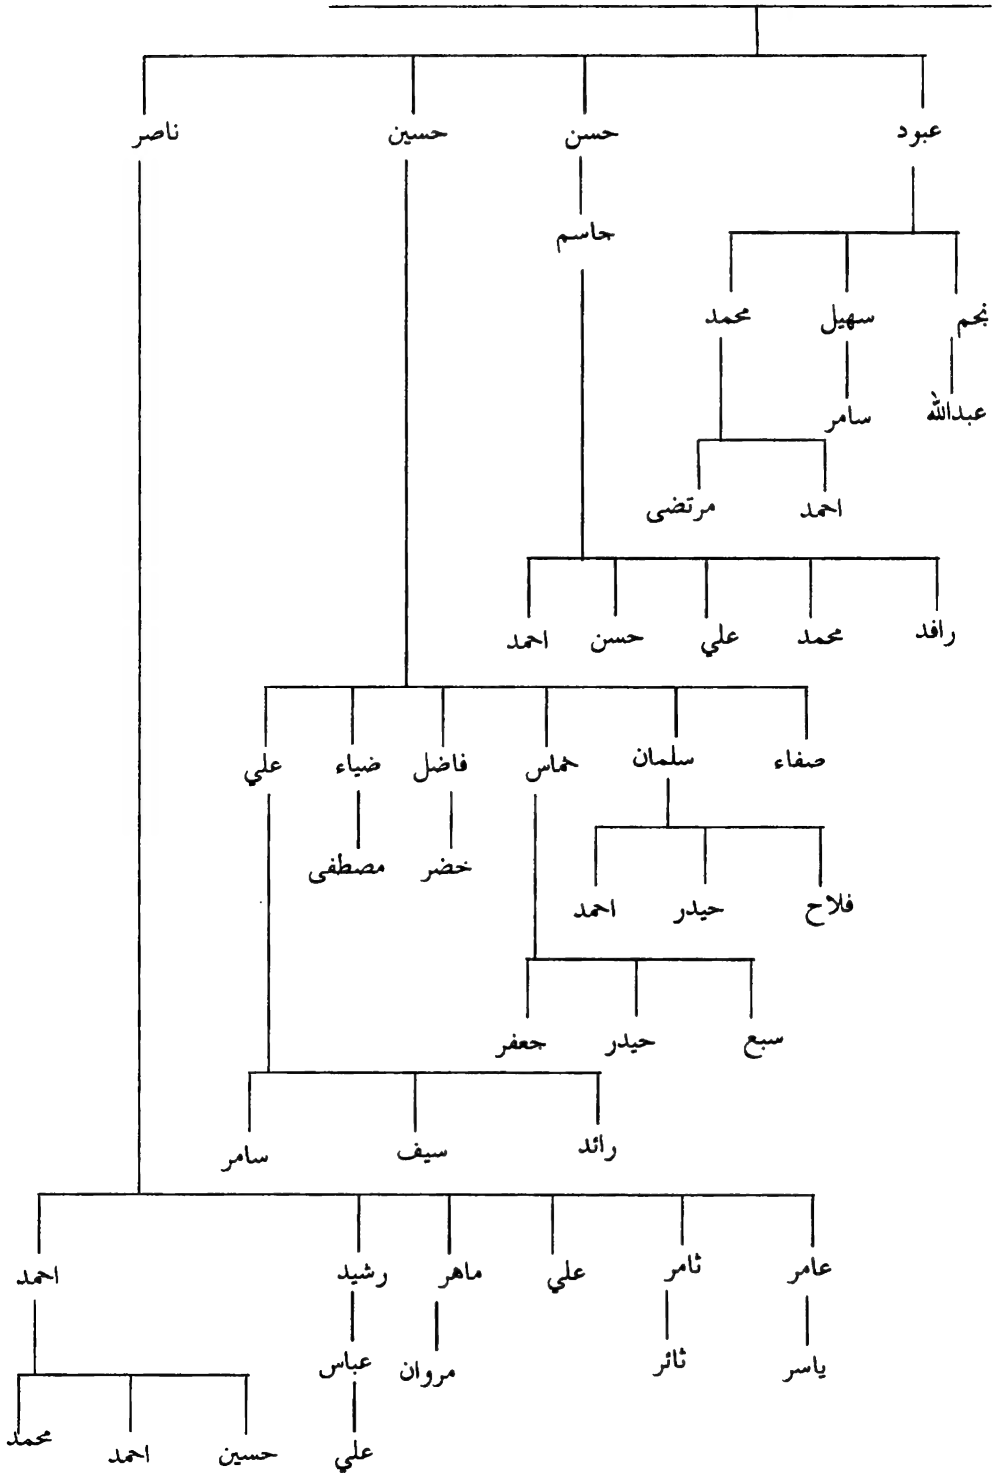 عبود حسن حسين ناصر
جاسم
نجم سهيل محمد
عبدالله سامر
احمد مرتضى
رافد محمد علي حسن احمد
صفاء سلمان حماس فاضل ضياء علي
خضر مصطفى
فلاح حيدر احمد
سبع حيدر جعفر
رائد سيف سامر
عامر ثامر علي ماهر رشيد احمد
ياسر ثائر مروان عباس
حسين احمد محمد
علي